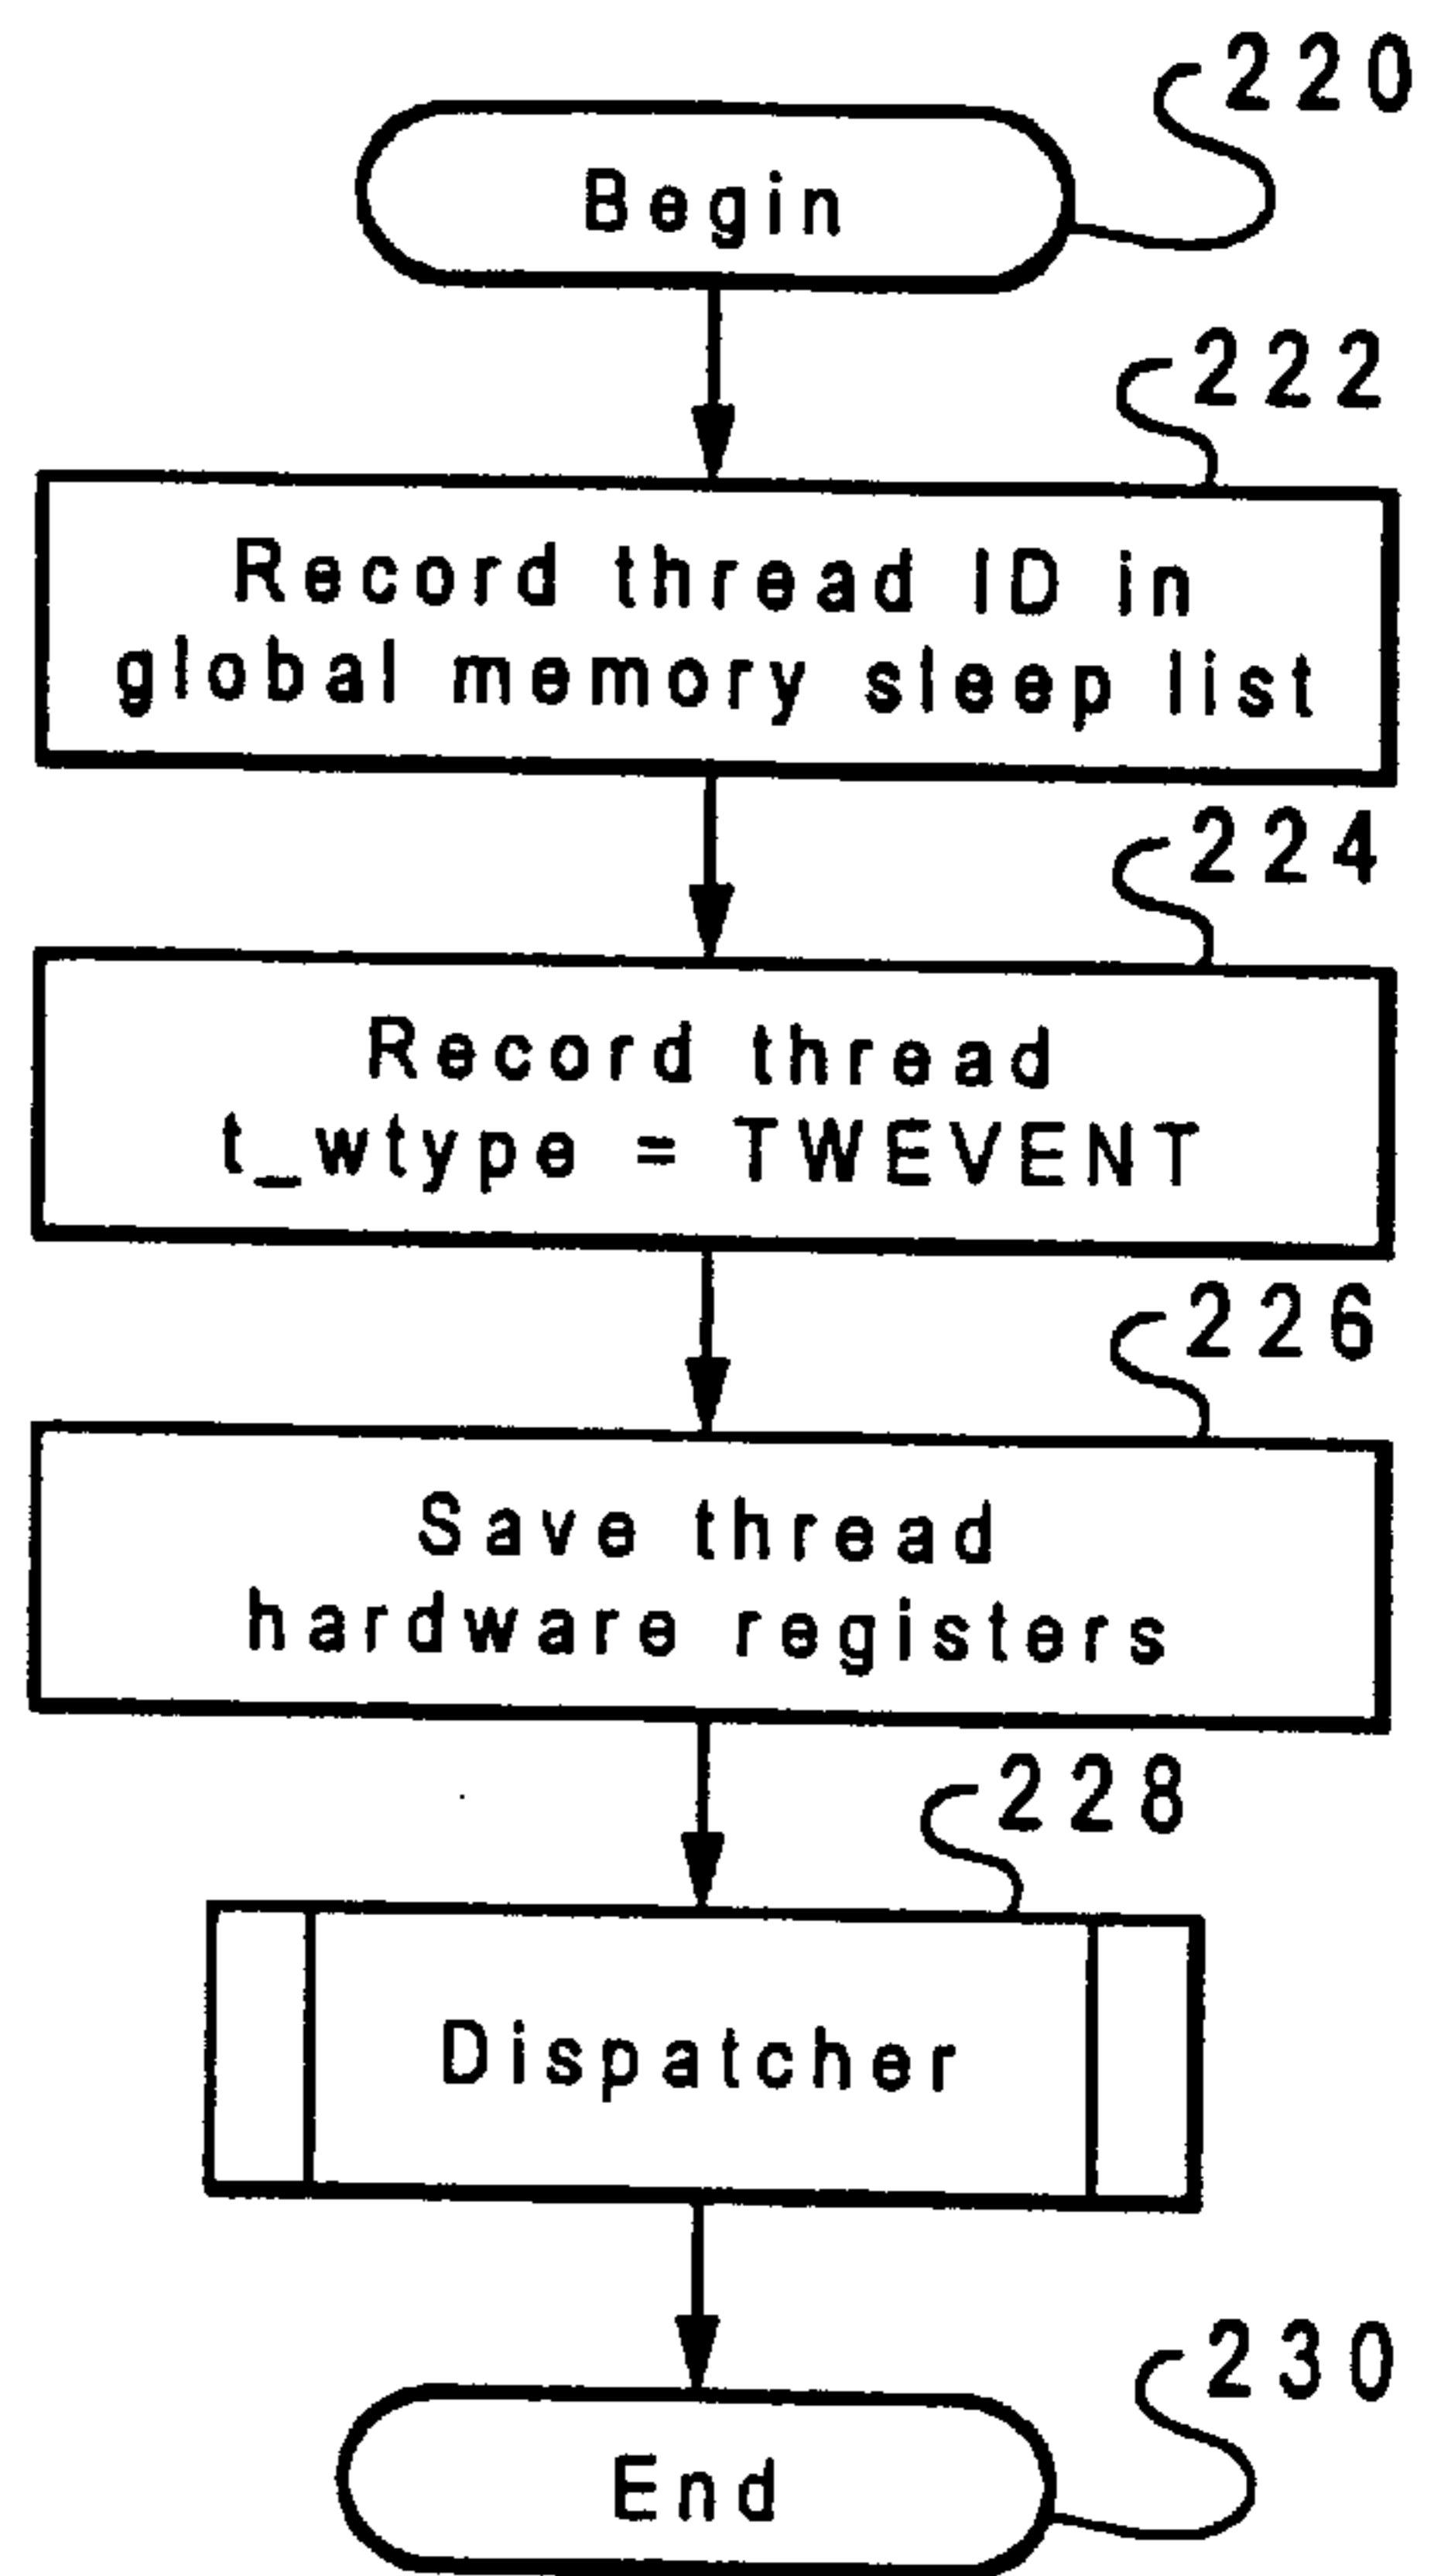 220
Begin
222
Record thread ID in
global memory sleep list
224
Record thread
t_wtype = TWEVENT
226
Save thread
hardware registers
228
Dispatcher
230
End